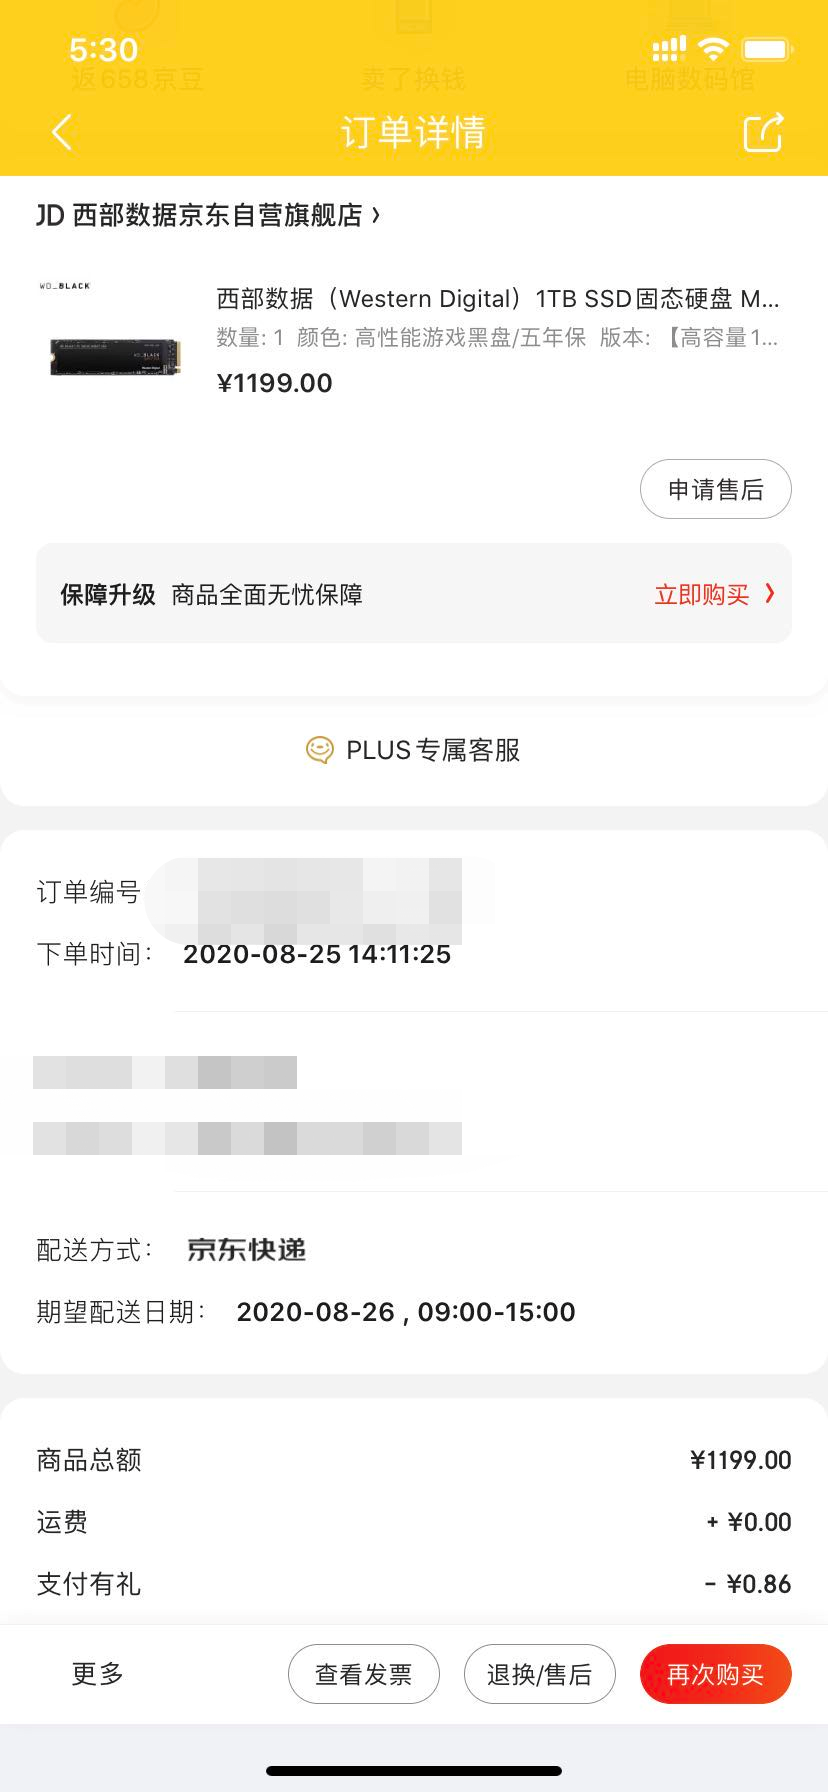 5:30
返658京豆 卖了换钱 电脑数码馆
订单详情
JD 西部数据京东自营旗舰店 ›
WD_BLACK
西部数据（Western Digital）1TB SSD固态硬盘 M...
数量: 1 颜色: 高性能游戏黑盘/五年保 版本: 【高容量1...
¥1199.00
申请售后
保障升级 商品全面无忧保障 立即购买 ›
PLUS专属客服
订单编号
下单时间： 2020-08-25 14:11:25
配送方式： 京东快递
期望配送日期： 2020-08-26 , 09:00-15:00
商品总额 ¥1199.00
运费 + ¥0.00
支付有礼 - ¥0.86
更多 查看发票 退换/售后 再次购买